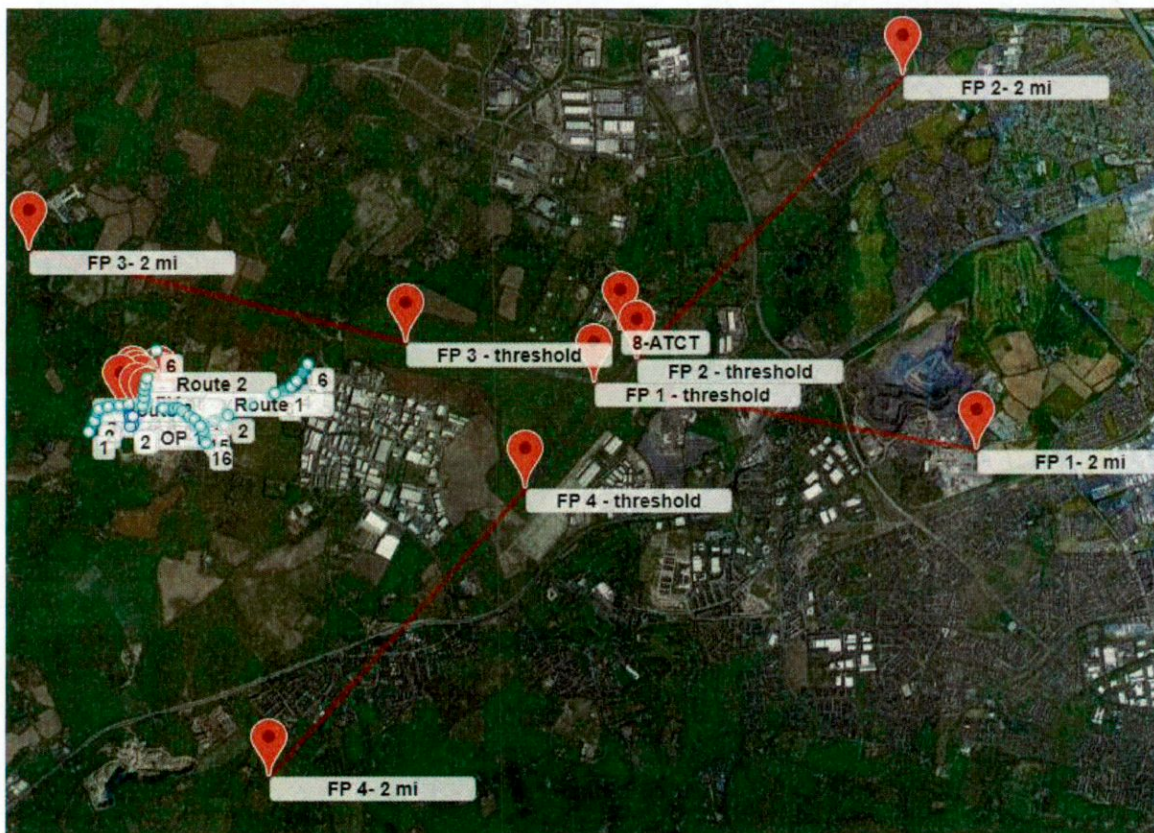 FP 2- 2 mi
FP 3- 2 mi
8-ATCT
FP 3 - threshold
FP 2 - threshold
FP 1 - threshold
6
Route 2
6
Route 1
1
2
OP
2
16
FP 1- 2 mi
FP 4 - threshold
FP 4- 2 mi